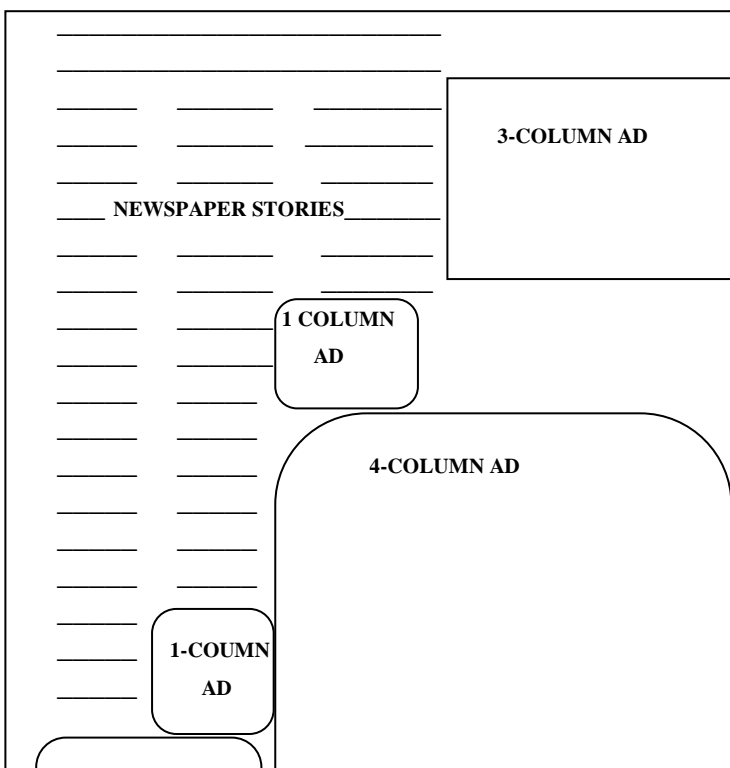 3-COLUMN AD
NEWSPAPER STORIES
1 COLUMN
AD
4-COLUMN AD
1-COUMN
AD